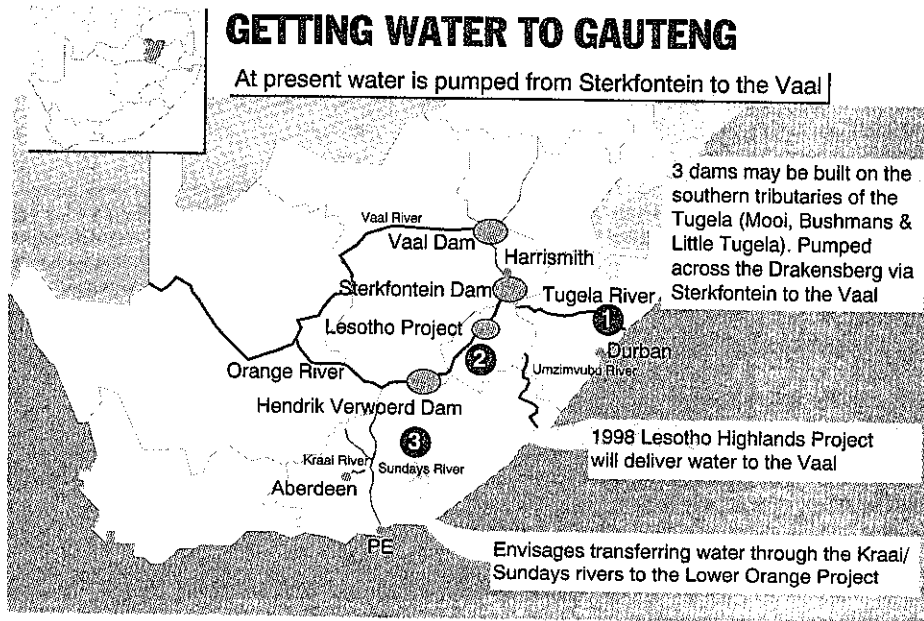 GETTING WATER TO GAUTENG
At present water is pumped from Sterkfontein to the Vaal
3 dams may be built on the
southern tributaries of the
Tugela (Mooi, Bushmans &
Little Tugela). Pumped
across the Drakensberg via
Sterkfontein to the Vaal
Vaal River
Vaal Dam
Harrismith
Sterkfontein Dam
Tugela River
1
Lesotho Project
2
Durban
Orange River
Umzimvubu River
Hendrik Verwoerd Dam
3
1998 Lesotho Highlands Project
will deliver water to the Vaal
Kraai River
Sundays River
Aberdeen
PE
Envisages transferring water through the Kraai/
Sundays rivers to the Lower Orange Project